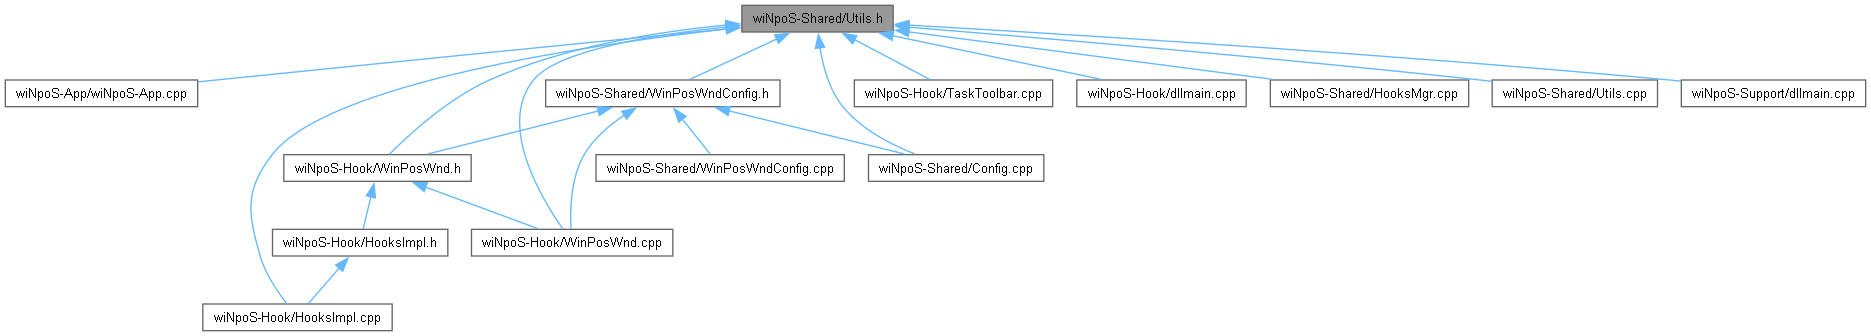 wiNpoS-Shared/Utils.h
wiNpoS-App/wiNpoS-App.cpp
wiNpoS-Shared/WinPosWndConfig.h
wiNpoS-Hook/TaskToolbar.cpp
wiNpoS-Hook/dllmain.cpp
wiNpoS-Shared/HooksMgr.cpp
wiNpoS-Shared/Utils.cpp
wiNpoS-Support/dllmain.cpp
wiNpoS-Hook/WinPosWnd.h
wiNpoS-Shared/WinPosWndConfig.cpp
wiNpoS-Shared/Config.cpp
wiNpoS-Hook/HooksImpl.h
wiNpoS-Hook/WinPosWnd.cpp
wiNpoS-Hook/HooksImpl.cpp